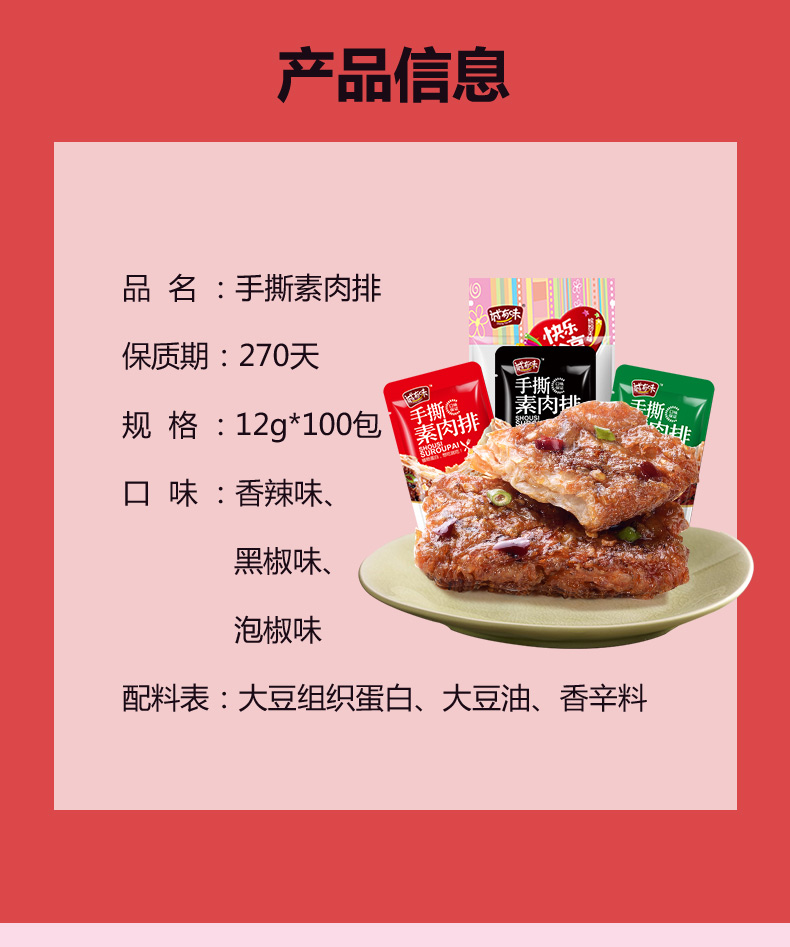 产品信息
品 名 ：手撕素肉排
保质期：270天
规 格 ：12g*100包
口 味 ：香辣味、
黑椒味、
泡椒味
配料表：大豆组织蛋白、大豆油、香辛料
快乐
手撕
素肉排
SHOUSI
手撕
素肉排
SHOUSI
SUROUPAI
手撕